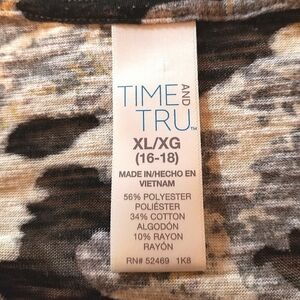 TIME AND
TRU™
XL/XG
(16-18)
MADE IN/HECHO EN
VIETNAM
56% POLYESTER
POLIÉSTER
34% COTTON
ALGODÓN
10% RAYON
RAYÓN
RN# 52469 1K8